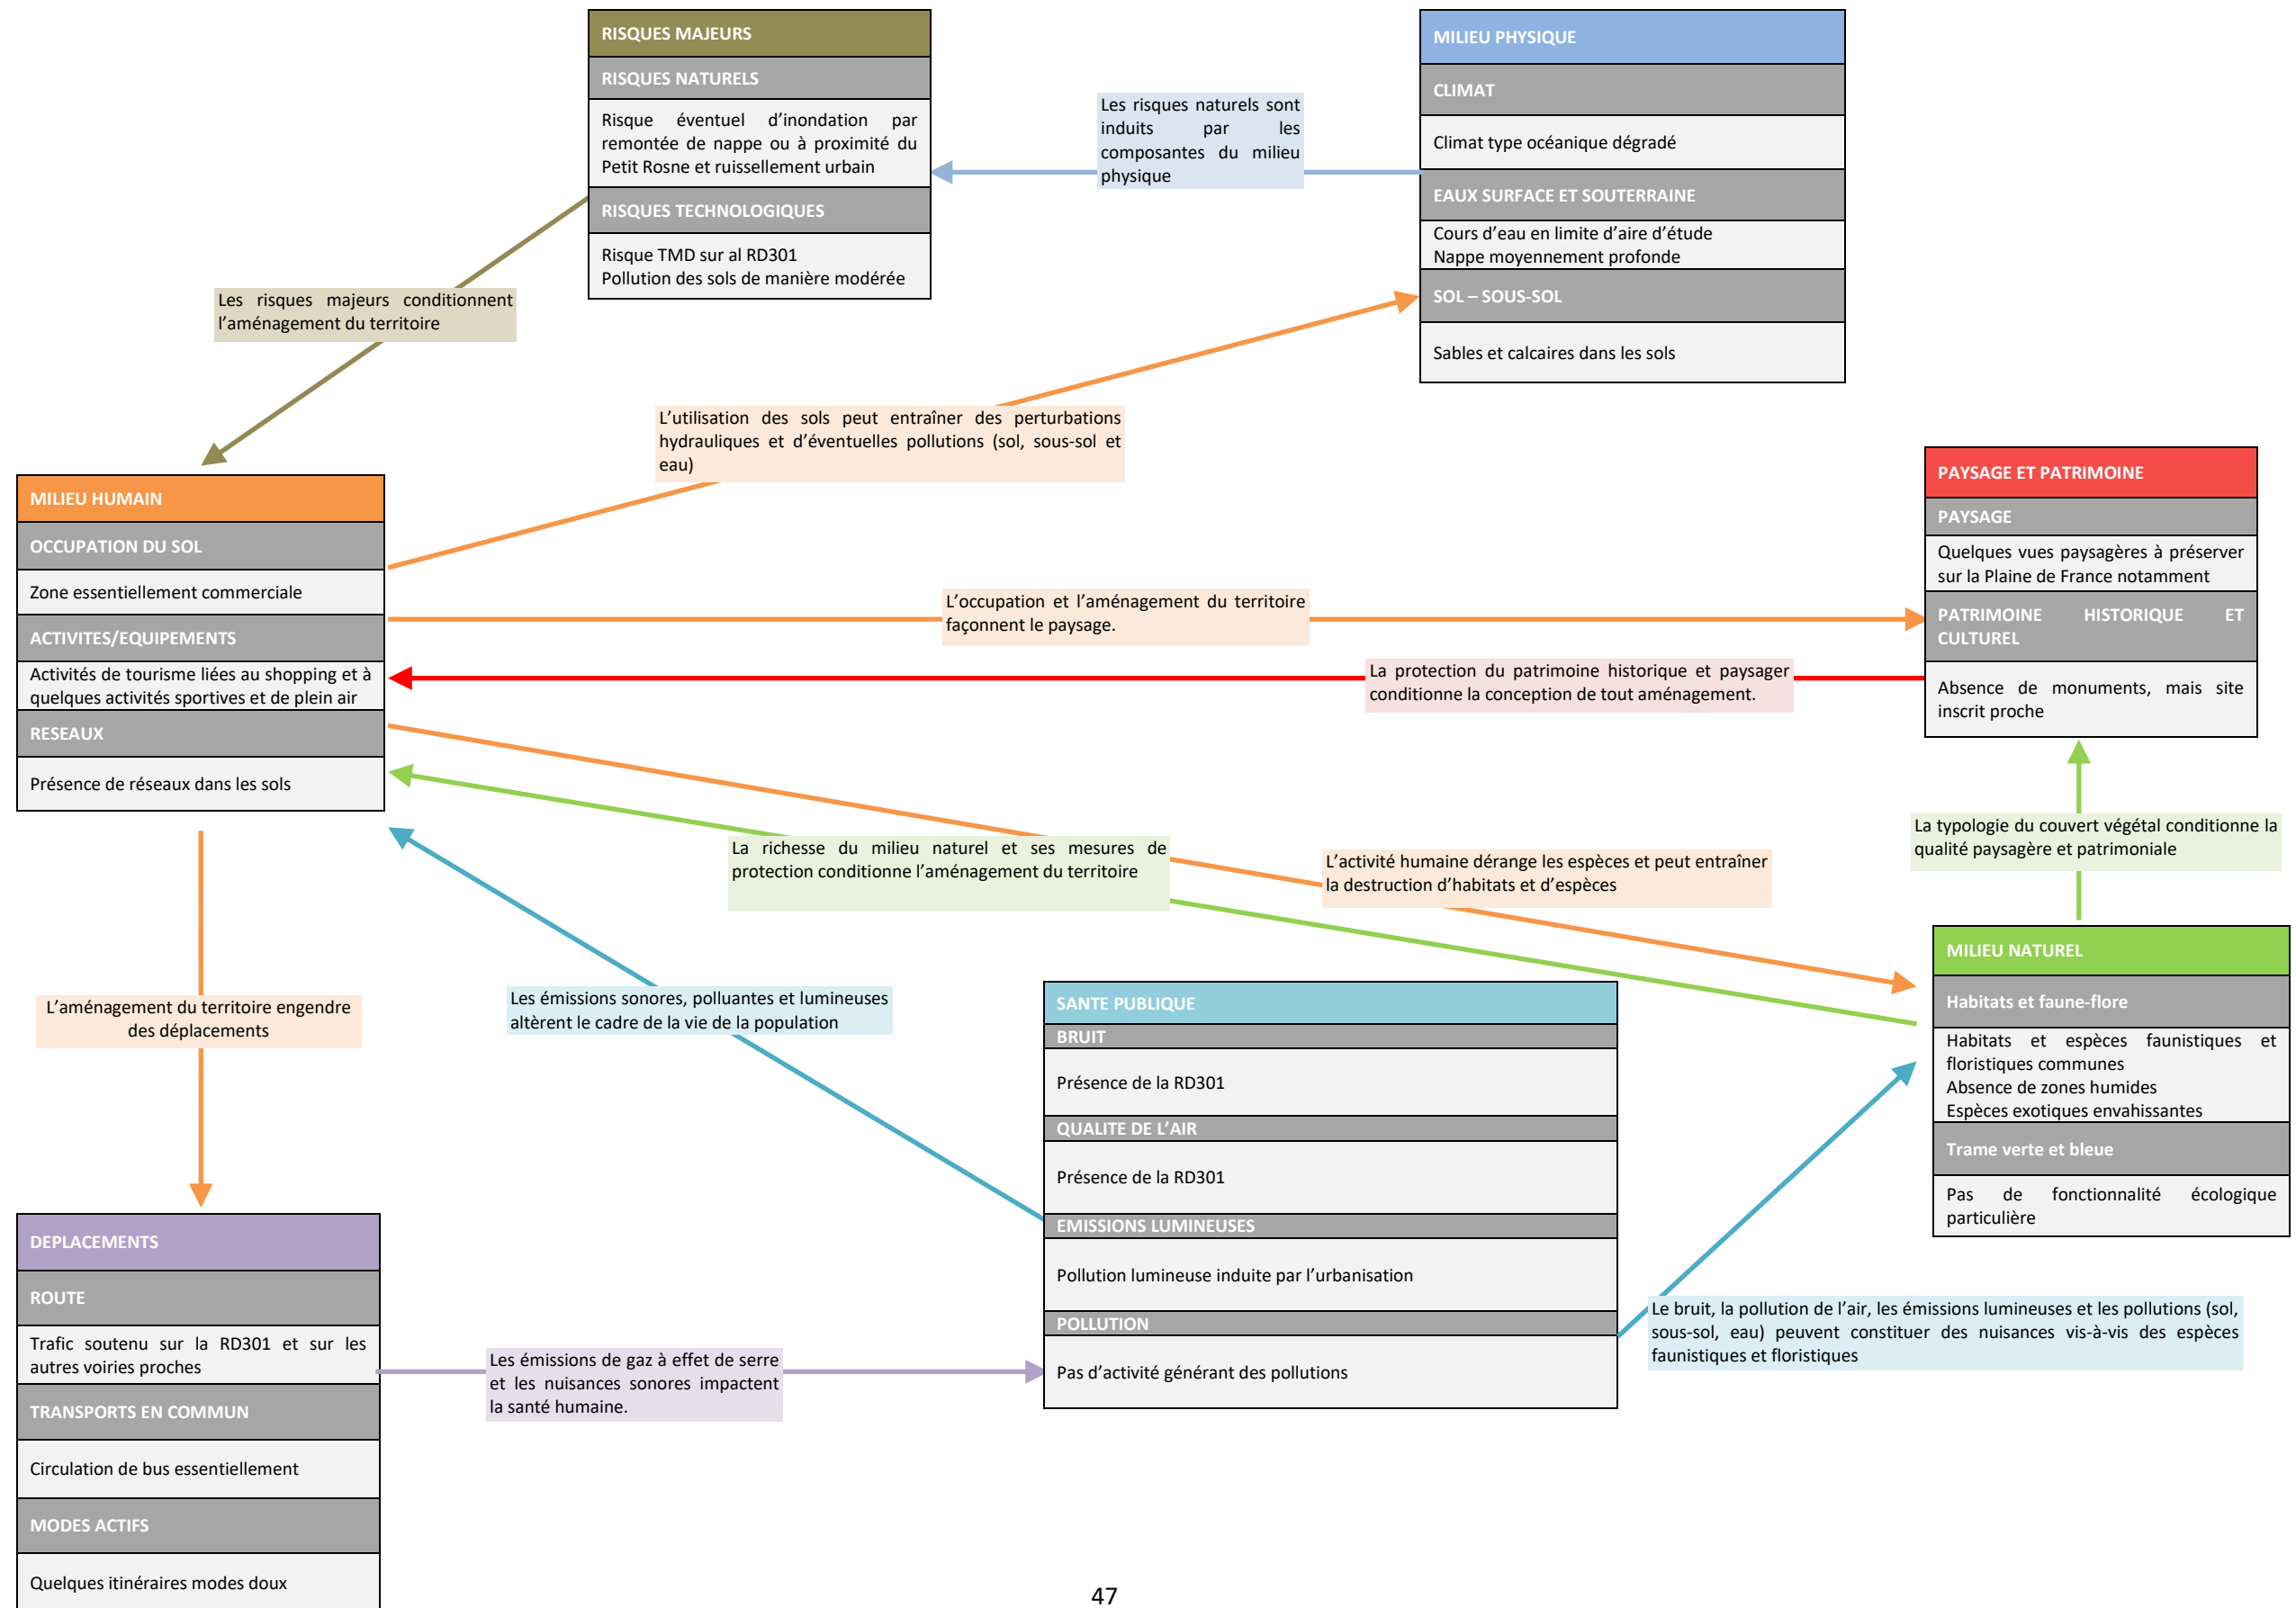 RISQUES MAJEURS
RISQUES NATURELS
Risque éventuel d’inondation par
remontée de nappe ou à proximité du
Petit Rosne et ruissellement urbain
RISQUES TECHNOLOGIQUES
Risque TMD sur al RD301
Pollution des sols de manière modérée
Les risques naturels sont
induits par les
composantes du milieu
physique
MILIEU PHYSIQUE
CLIMAT
Climat type océanique dégradé
EAUX SURFACE ET SOUTERRAINE
Cours d’eau en limite d’aire d’étude
Nappe moyennement profonde
SOL – SOUS-SOL
Sables et calcaires dans les sols
Les risques majeurs conditionnent
l’aménagement du territoire
L’utilisation des sols peut entraîner des perturbations
hydrauliques et d’éventuelles pollutions (sol, sous-sol et
eau)
MILIEU HUMAIN
OCCUPATION DU SOL
Zone essentiellement commerciale
ACTIVITES/EQUIPEMENTS
Activités de tourisme liées au shopping et à
quelques activités sportives et de plein air
RESEAUX
Présence de réseaux dans les sols
L’occupation et l’aménagement du territoire
façonnent le paysage.
La protection du patrimoine historique et paysager
conditionne la conception de tout aménagement.
PAYSAGE ET PATRIMOINE
PAYSAGE
Quelques vues paysagères à préserver
sur la Plaine de France notamment
PATRIMOINE HISTORIQUE ET
CULTUREL
Absence de monuments, mais site
inscrit proche
La richesse du milieu naturel et ses mesures de
protection conditionne l’aménagement du territoire
L’activité humaine dérange les espèces et peut entraîner
la destruction d’habitats et d’espèces
La typologie du couvert végétal conditionne la
qualité paysagère et patrimoniale
L’aménagement du territoire engendre
des déplacements
Les émissions sonores, polluantes et lumineuses
altèrent le cadre de la vie de la population
SANTE PUBLIQUE
BRUIT
Présence de la RD301
QUALITE DE L’AIR
Présence de la RD301
EMISSIONS LUMINEUSES
Pollution lumineuse induite par l’urbanisation
POLLUTION
Pas d’activité générant des pollutions
MILIEU NATUREL
Habitats et faune-flore
Habitats et espèces faunistiques et
floristiques communes
Absence de zones humides
Espèces exotiques envahissantes
Trame verte et bleue
Pas de fonctionnalité écologique
particulière
Le bruit, la pollution de l’air, les émissions lumineuses et les pollutions (sol,
sous-sol, eau) peuvent constituer des nuisances vis-à-vis des espèces
faunistiques et floristiques
DEPLACEMENTS
ROUTE
Trafic soutenu sur la RD301 et sur les
autres voiries proches
TRANSPORTS EN COMMUN
Circulation de bus essentiellement
MODES ACTIFS
Quelques itinéraires modes doux
Les émissions de gaz à effet de serre
et les nuisances sonores impactent
la santé humaine.
47